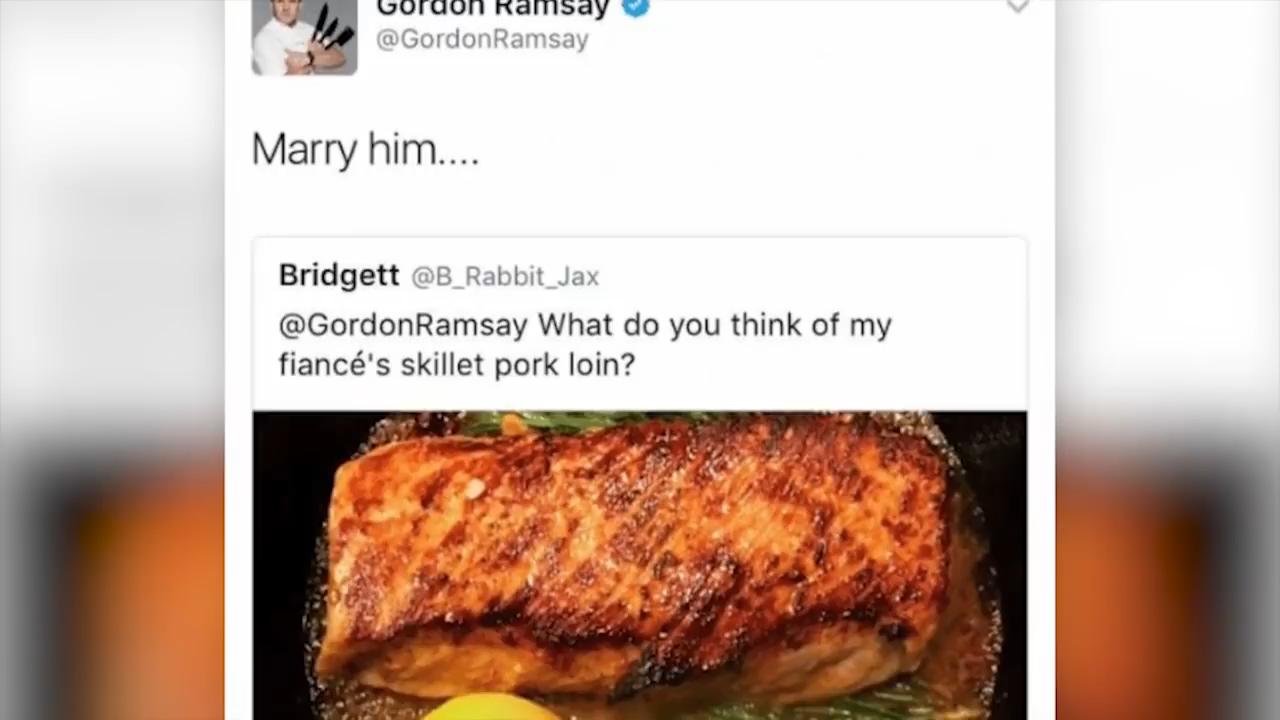 Gordon Ramsay
@GordonRamsay
Marry him....
Bridgett @B_Rabbit_Jax
@GordonRamsay What do you think of my
fiancé's skillet pork loin?